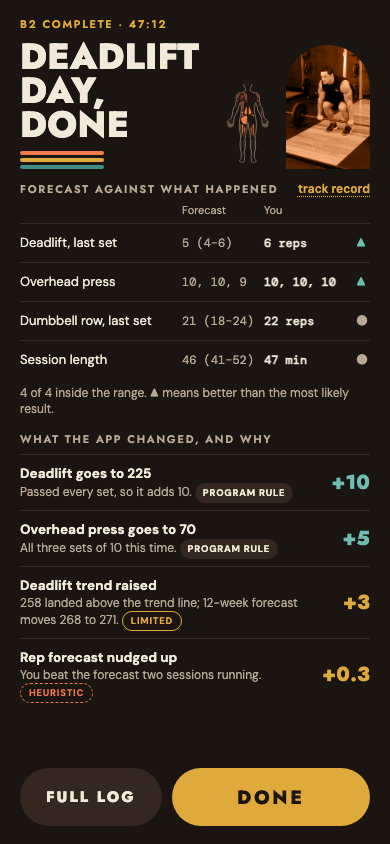 B2 COMPLETE · 47:12
DEADLIFT
DAY,
DONE
FORECAST AGAINST WHAT HAPPENED track record
Forecast You
Deadlift, last set 5 (4-6) 6 reps ▲
Overhead press 10, 10, 9 10, 10, 10 ▲
Dumbbell row, last set 21 (18-24) 22 reps ●
Session length 46 (41-52) 47 min ●
4 of 4 inside the range. ▲ means better than the most likely
result.
WHAT THE APP CHANGED, AND WHY
Deadlift goes to 225
Passed every set, so it adds 10. PROGRAM RULE
+10
Overhead press goes to 70
All three sets of 10 this time. PROGRAM RULE
+5
Deadlift trend raised
258 landed above the trend line; 12-week forecast
moves 268 to 271. LIMITED
+3
Rep forecast nudged up
You beat the forecast two sessions running.
HEURISTIC
+0.3
FULL LOG DONE